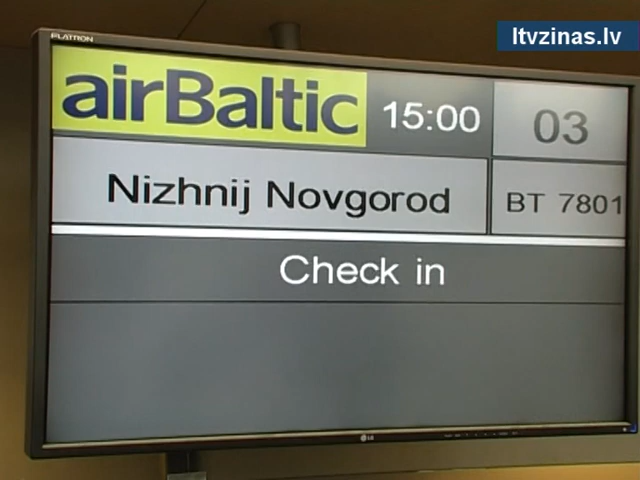 ltvzinas.lv
FLATRON
airBaltic 15:00 03
Nizhnij Novgorod BT 7801
Check in
LG